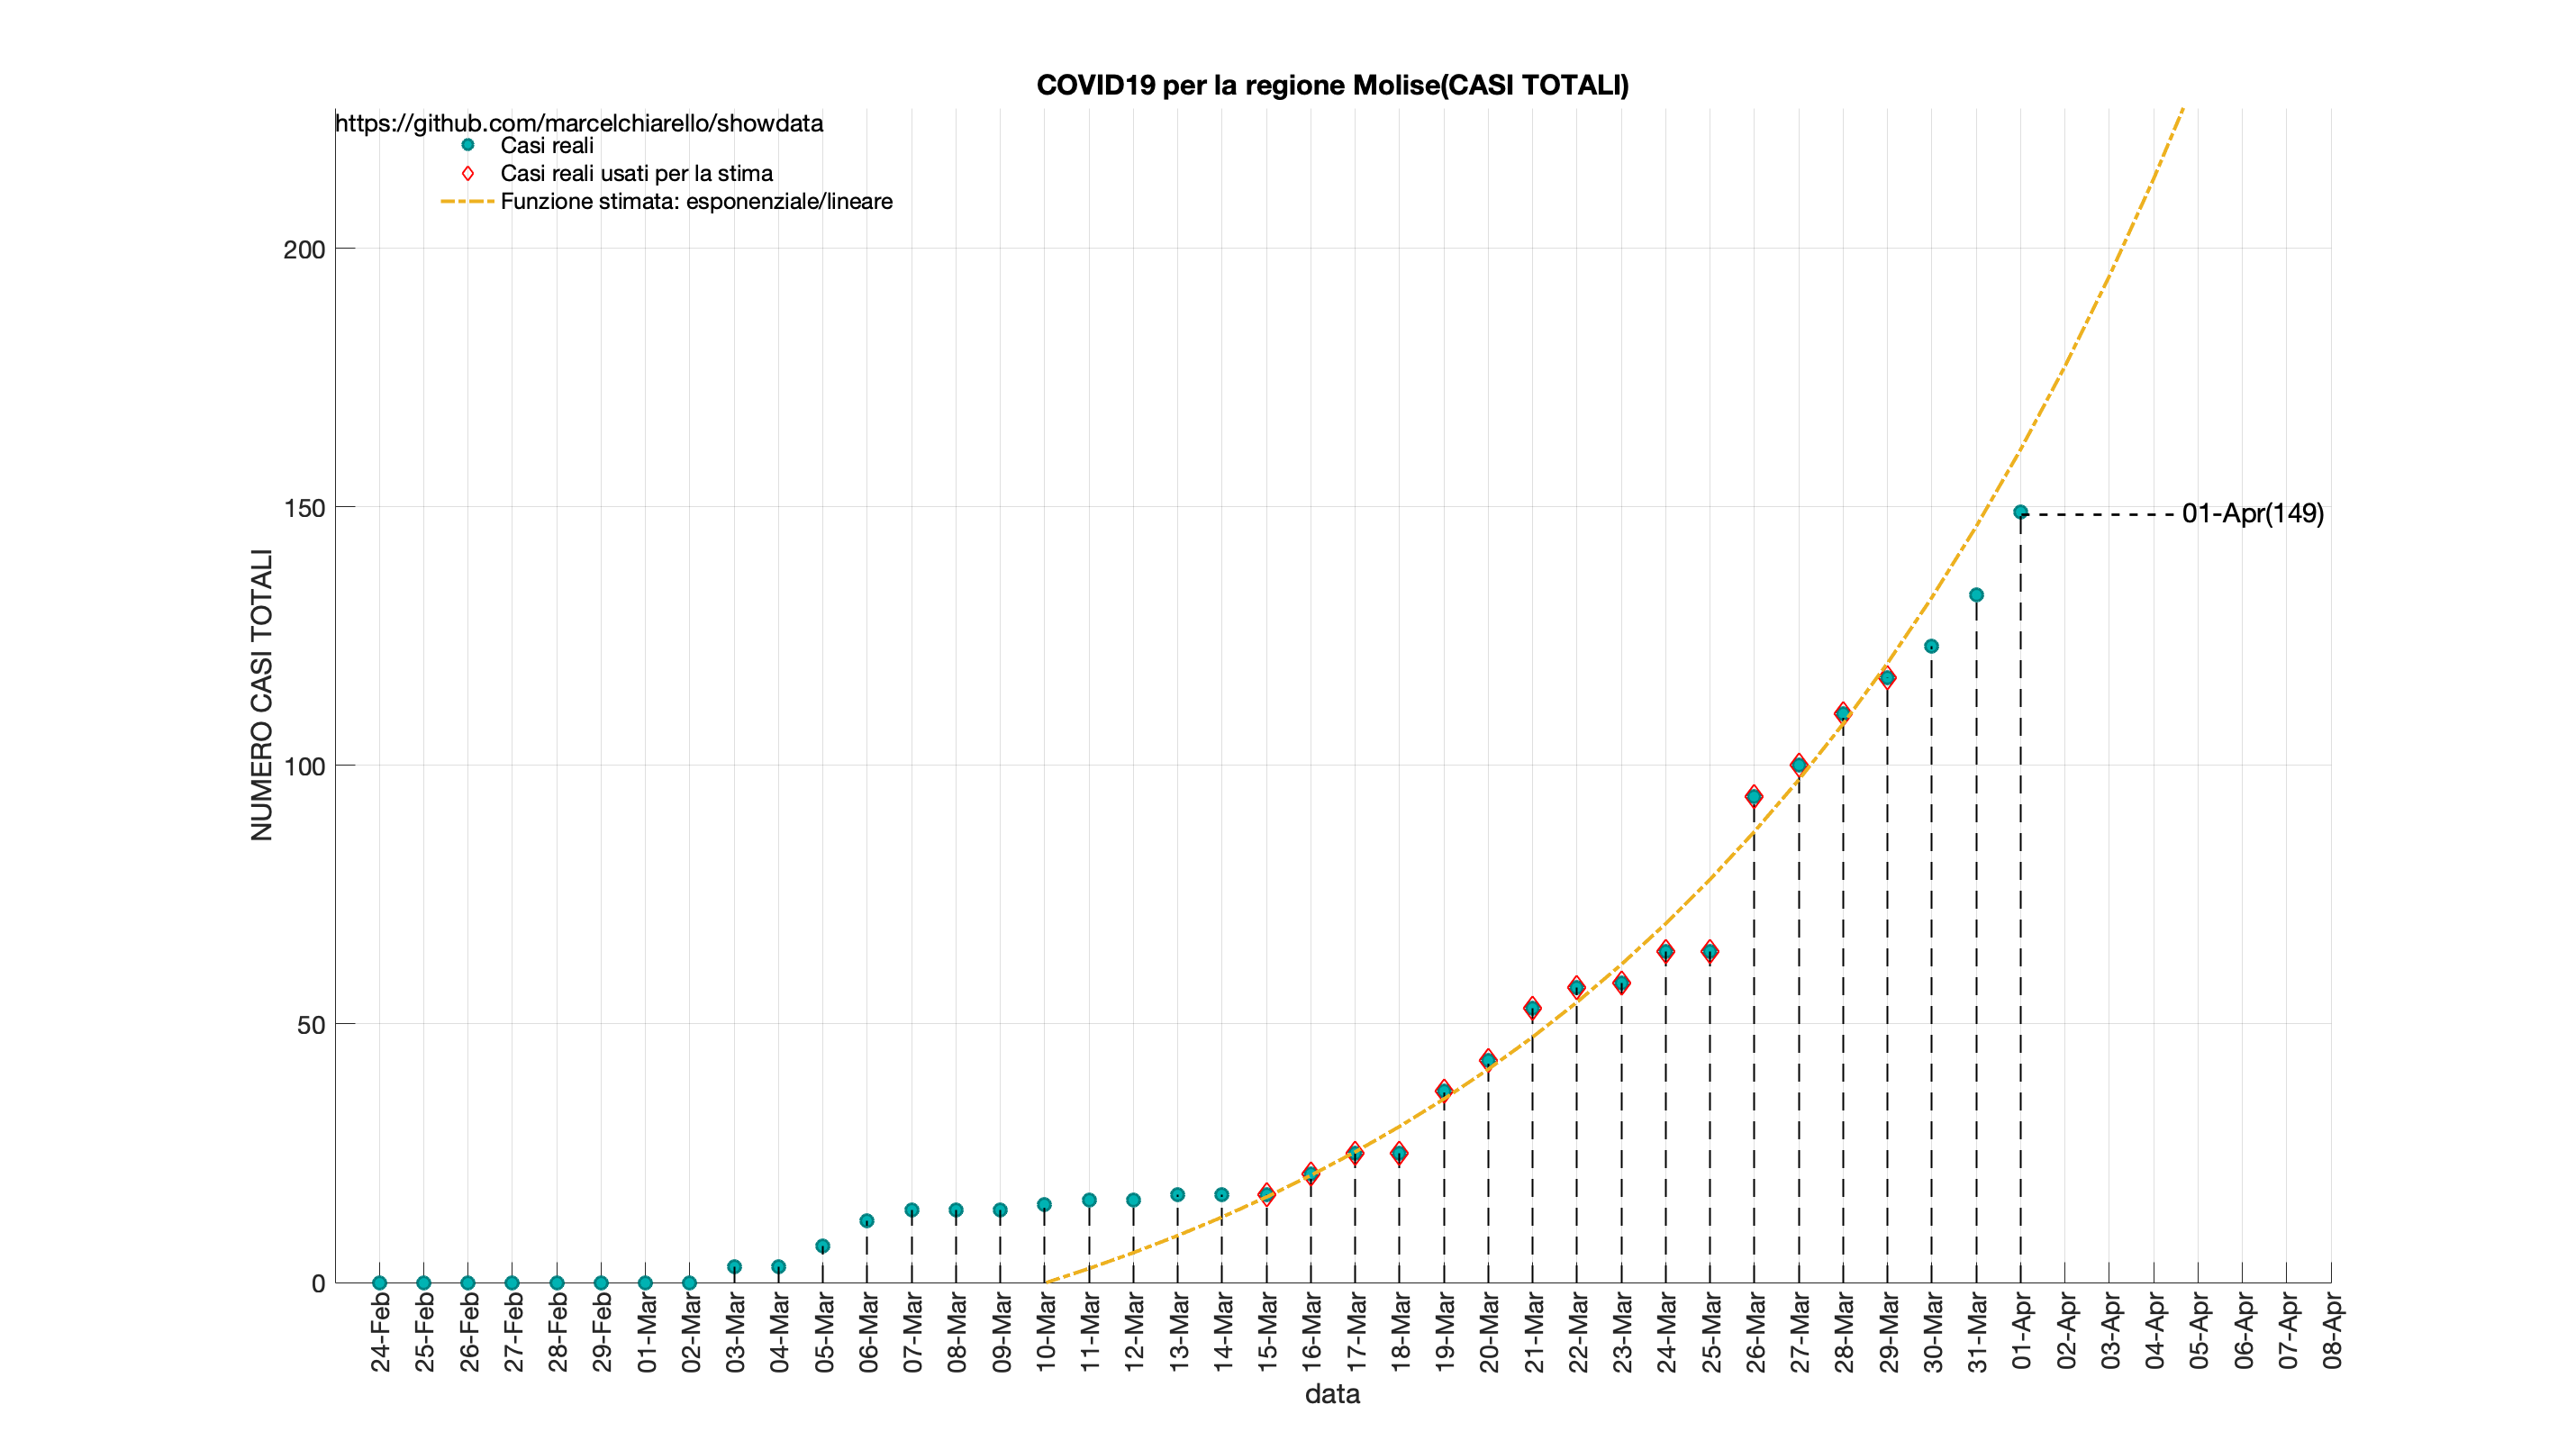 COVID19 per la regione Molise(CASI TOTALI)
https://github.com/marcelchiarello/showdata
Casi reali
Casi reali usati per la stima
Funzione stimata: esponenziale/lineare
NUMERO CASI TOTALI
200
150
100
50
0
01-Apr(149)
24-Feb
25-Feb
26-Feb
27-Feb
28-Feb
29-Feb
01-Mar
02-Mar
03-Mar
04-Mar
05-Mar
06-Mar
07-Mar
08-Mar
09-Mar
10-Mar
11-Mar
12-Mar
13-Mar
14-Mar
15-Mar
16-Mar
17-Mar
18-Mar
19-Mar
20-Mar
21-Mar
22-Mar
23-Mar
24-Mar
25-Mar
26-Mar
27-Mar
28-Mar
29-Mar
30-Mar
31-Mar
01-Apr
02-Apr
03-Apr
04-Apr
05-Apr
06-Apr
07-Apr
08-Apr
data